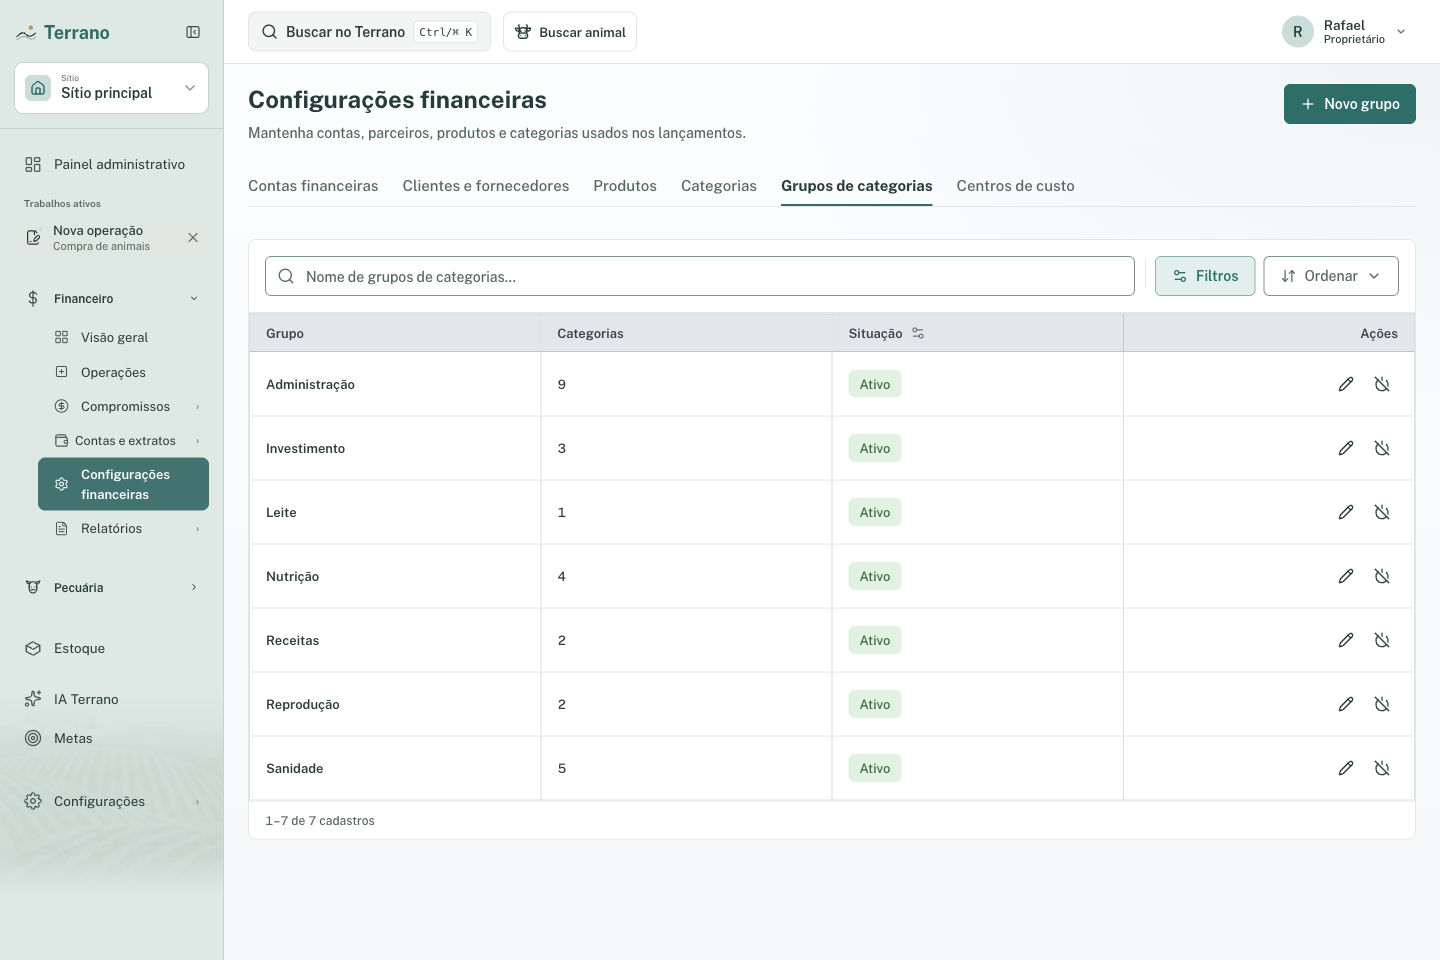 Terrano
Sítio
Sítio principal
Painel administrativo
Trabalhos ativos
Nova operação
Compra de animais
Financeiro
Visão geral
Operações
Compromissos
Contas e extratos
Configurações
financeiras
Relatórios
Pecuária
Estoque
IA Terrano
Metas
Configurações
Buscar no Terrano Ctrl/⌘ K
Buscar animal
R
Rafael
Proprietário
Configurações financeiras
Mantenha contas, parceiros, produtos e categorias usados nos lançamentos.
Novo grupo
Contas financeiras Clientes e fornecedores Produtos Categorias Grupos de categorias Centros de custo
Nome de grupos de categorias...
Filtros
Ordenar
Grupo Categorias Situação Ações
Administração 9 Ativo
Investimento 3 Ativo
Leite 1 Ativo
Nutrição 4 Ativo
Receitas 2 Ativo
Reprodução 2 Ativo
Sanidade 5 Ativo
1–7 de 7 cadastros